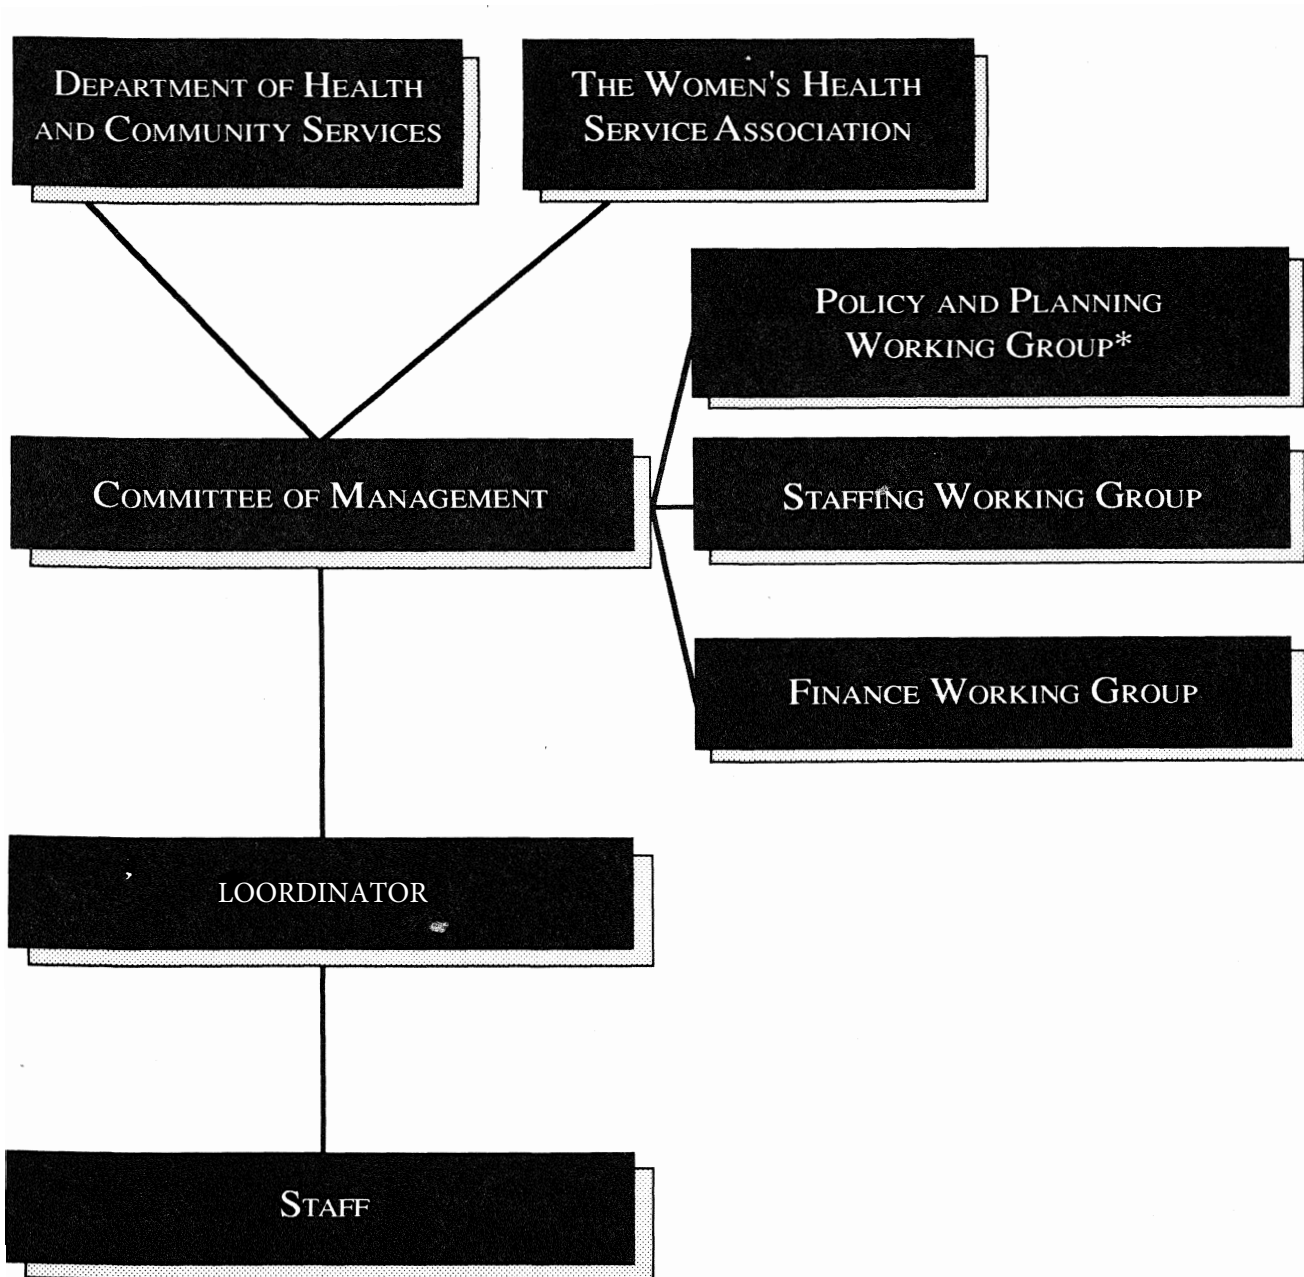 DEPARTMENT OF HEALTH
AND COMMUNITY SERVICES
THE WOMEN'S HEALTH
SERVICE ASSOCIATION
POLICY AND PLANNING
WORKING GROUP*
COMMITTEE OF MANAGEMENT
STAFFING WORKING GROUP
FINANCE WORKING GROUP
LOORDINATOR
STAFF